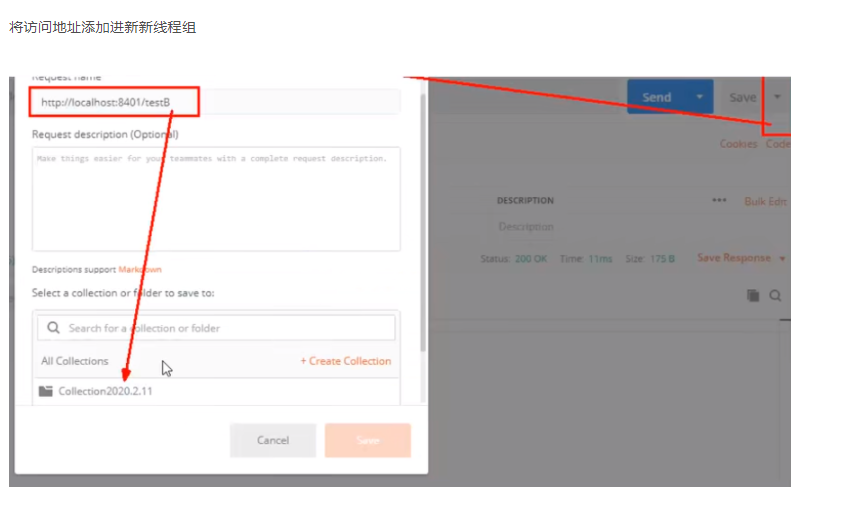 将访问地址添加进新新线程组
Request name
http://localhost:8401/testB
Send
Save
Request description (Optional)
Cookies Code
Make things easier for your teammates with a complete request description.
DESCRIPTION
••• Bulk Edit
Description
Status: 200 OK Time: 11ms Size: 175 B Save Response
Descriptions support Markdown
Select a collection or folder to save to:
Search for a collection or folder
All Collections
+ Create Collection
Collection2020.2.11
Cancel
Save